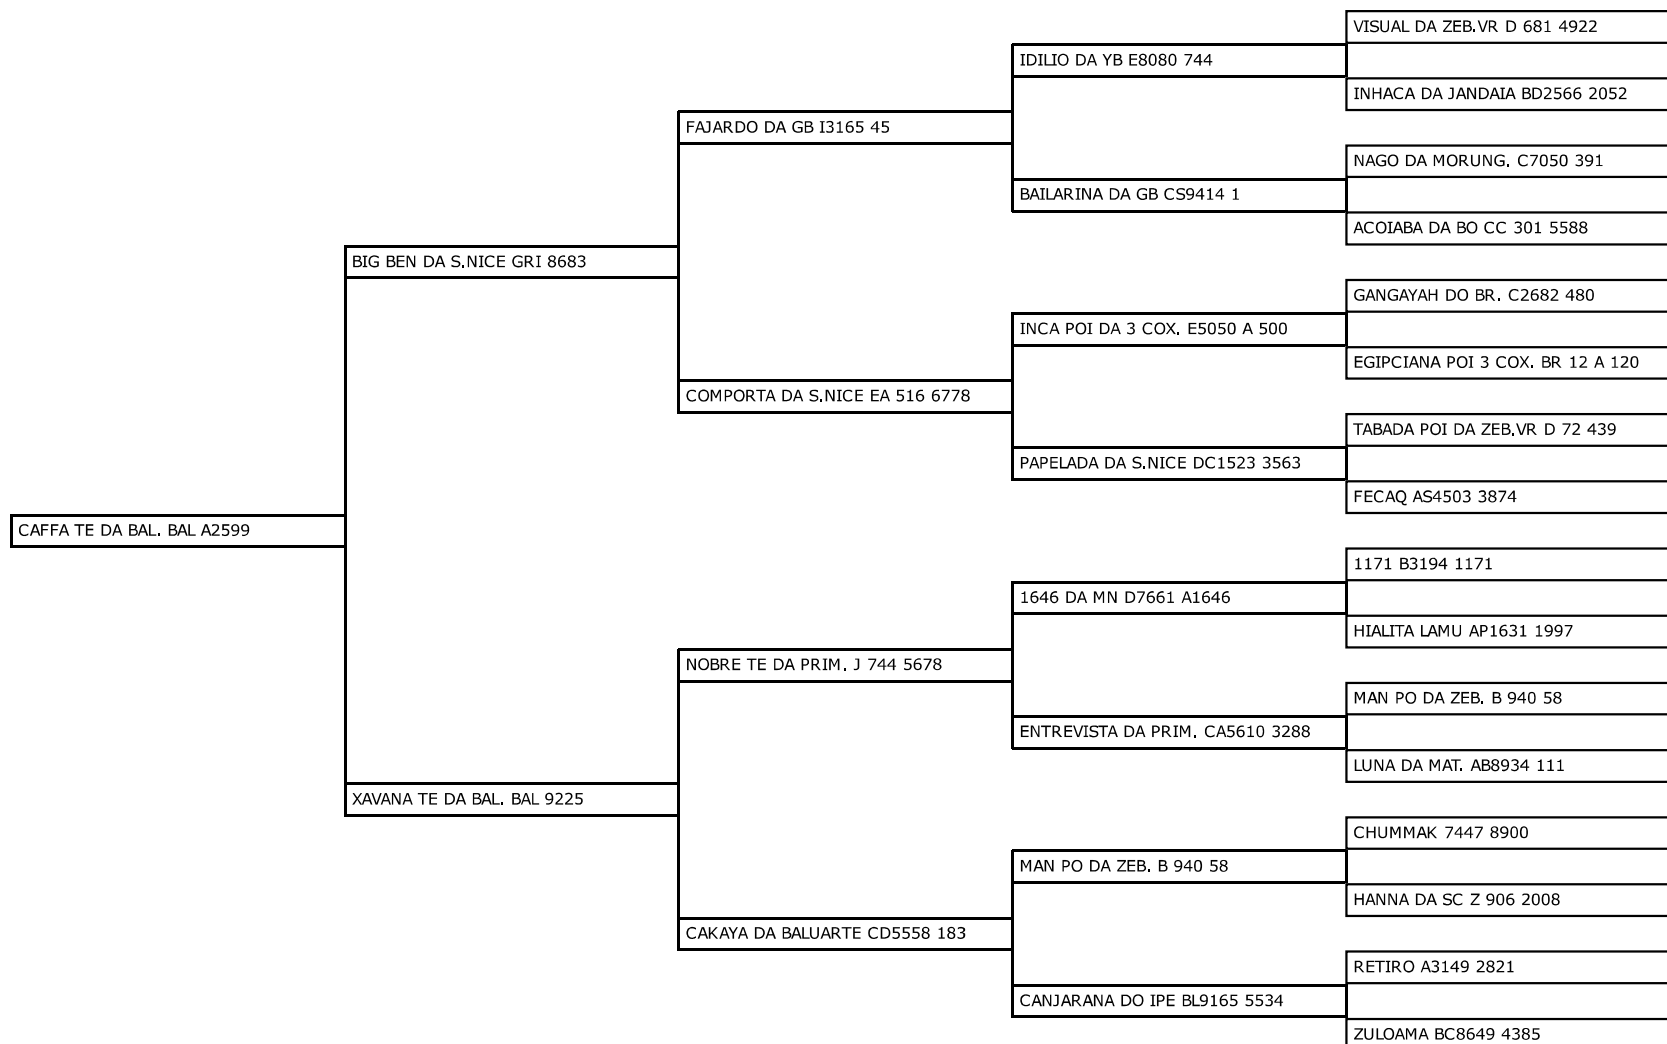 VISUAL DA ZEB.VR D 681 4922
IDILIO DA YB E8080 744
INHACA DA JANDAIA BD2566 2052
FAJARDO DA GB I3165 45
NAGO DA MORUNG. C7050 391
BAILARINA DA GB CS9414 1
ACOIABA DA BO CC 301 5588
BIG BEN DA S.NICE GRI 8683
GANGAYAH DO BR. C2682 480
INCA POI DA 3 COX. E5050 A 500
EGIPCIANA POI 3 COX. BR 12 A 120
COMPORTA DA S.NICE EA 516 6778
TABADA POI DA ZEB.VR D 72 439
PAPELADA DA S.NICE DC1523 3563
FECAQ AS4503 3874
CAFFA TE DA BAL. BAL A2599
1171 B3194 1171
1646 DA MN D7661 A1646
HIALITA LAMU AP1631 1997
NOBRE TE DA PRIM. J 744 5678
MAN PO DA ZEB. B 940 58
ENTREVISTA DA PRIM. CA5610 3288
LUNA DA MAT. AB8934 111
XAVANA TE DA BAL. BAL 9225
CHUMMAK 7447 8900
MAN PO DA ZEB. B 940 58
HANNA DA SC Z 906 2008
CAKAYA DA BALUARTE CD5558 183
RETIRO A3149 2821
CANJARANA DO IPE BL9165 5534
ZULOAMA BC8649 4385